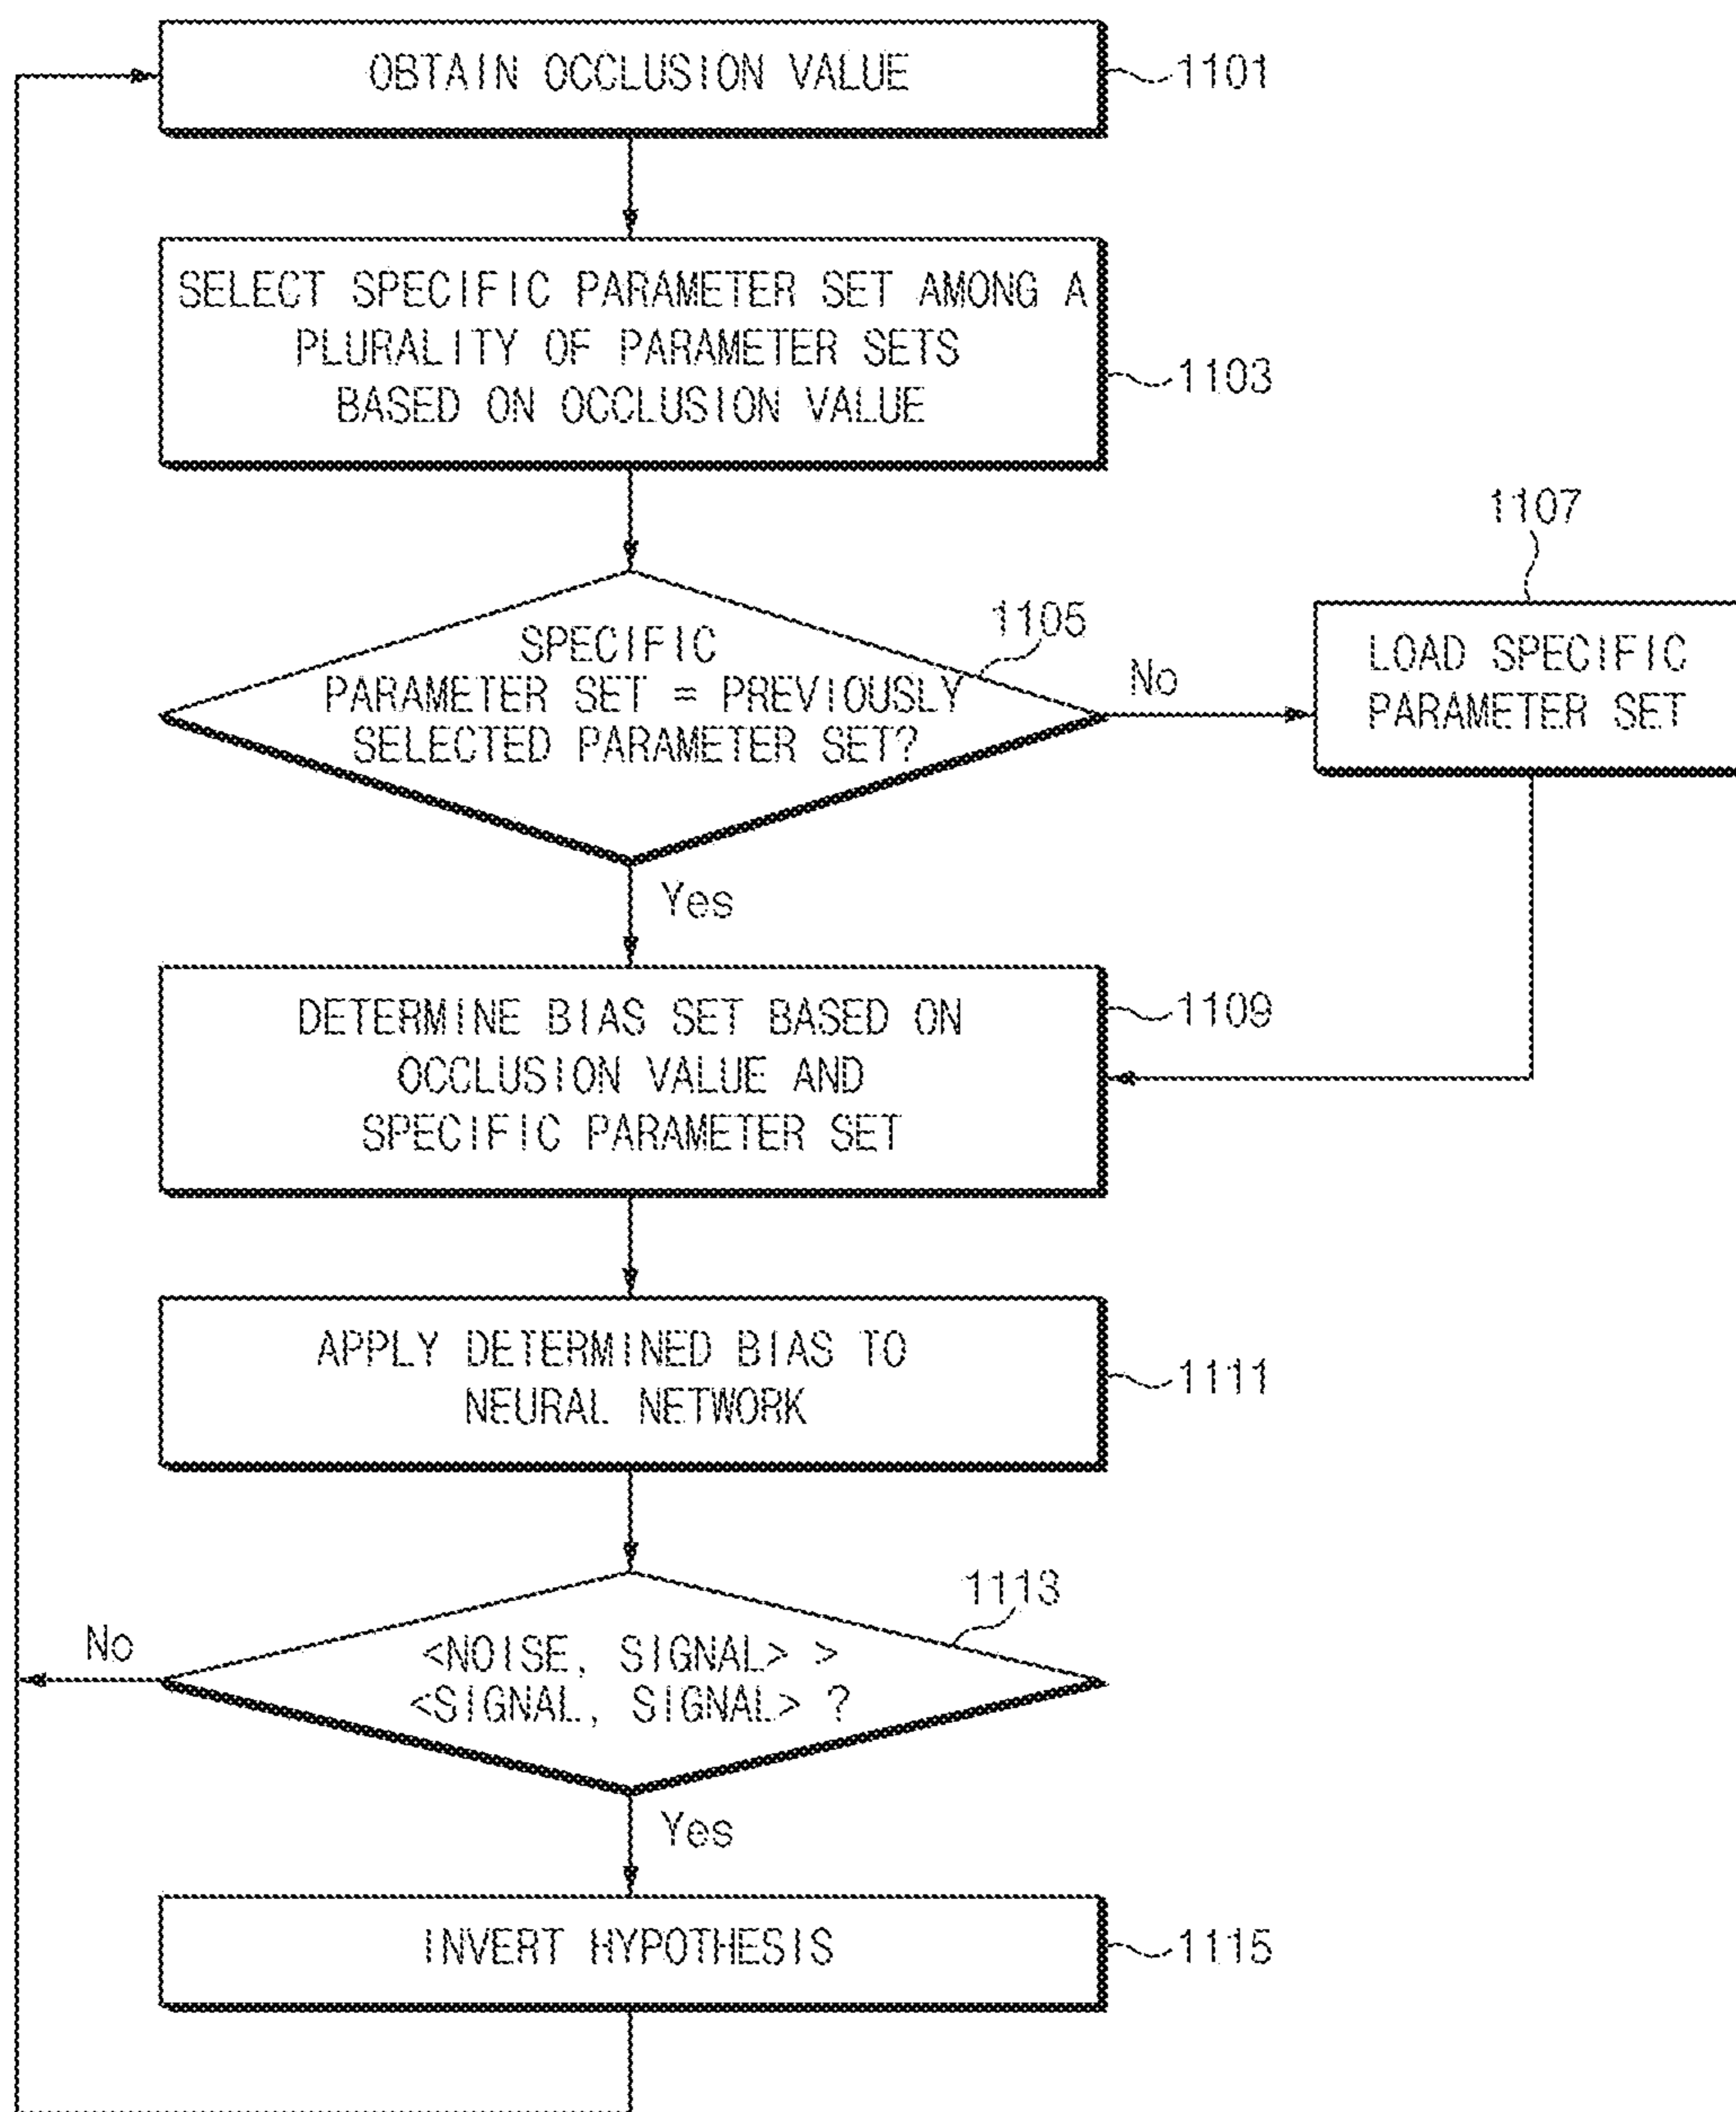 OBTAIN OCCLUSION VALUE
1101
SELECT SPECIFIC PARAMETER SET AMONG A
PLURALITY OF PARAMETER SETS
BASED ON OCCLUSION VALUE
1103
1107
1105
SPECIFIC
PARAMETER SET = PREVIOUSLY
SELECTED PARAMETER SET?
No
LOAD SPECIFIC
PARAMETER SET
Yes
DETERMINE BIAS SET BASED ON
OCCLUSION VALUE AND
SPECIFIC PARAMETER SET
1109
APPLY DETERMINED BIAS TO
NEURAL NETWORK
1111
1113
No
<NOISE, SIGNAL> >
<SIGNAL, SIGNAL> ?
Yes
INVERT HYPOTHESIS
1115